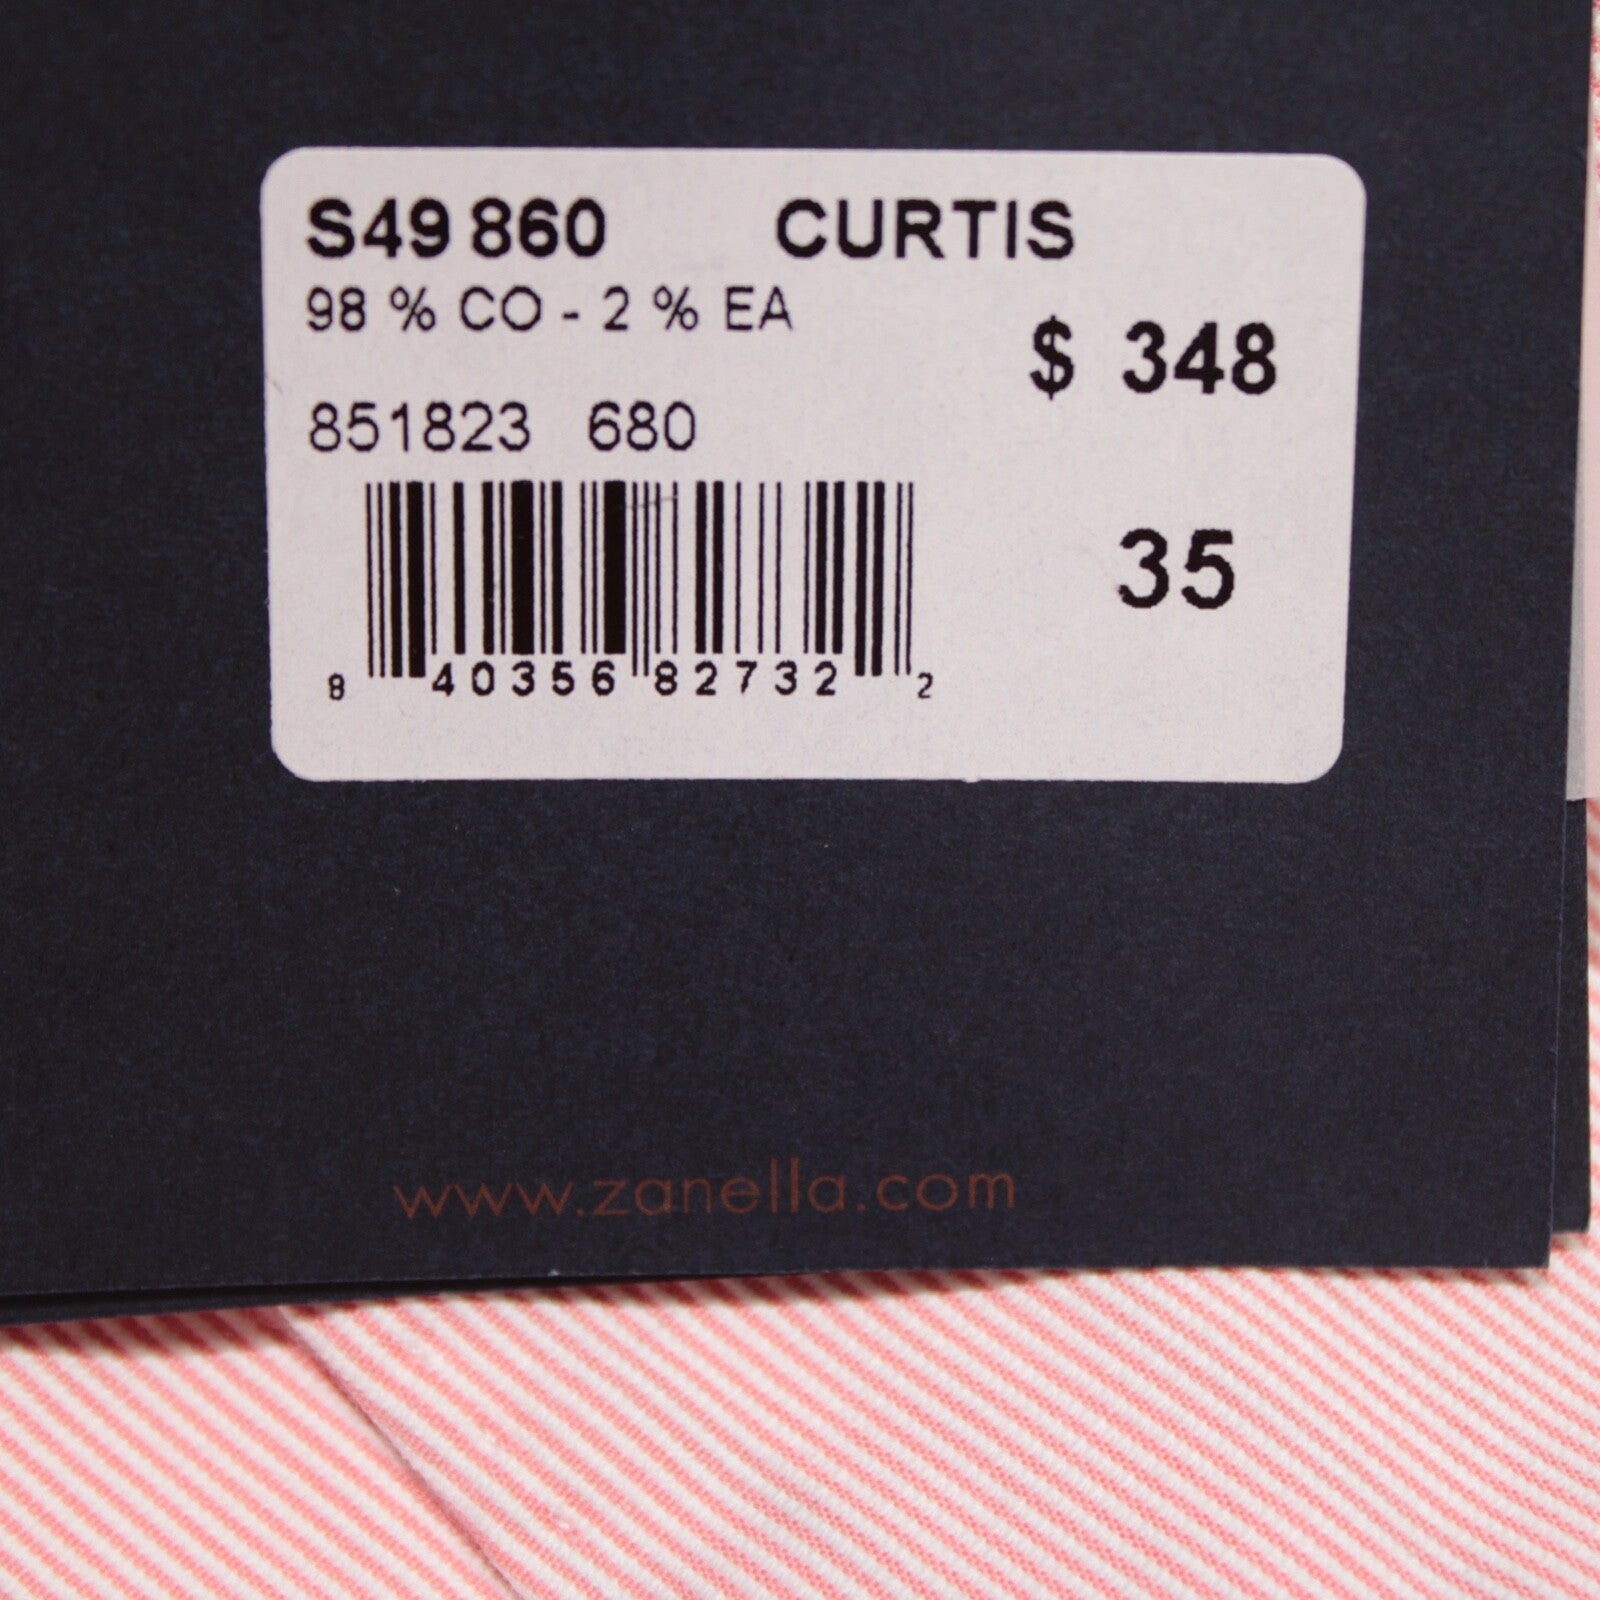 S49 860 CURTIS
98 % CO - 2 % EA
$ 348
851823 680
35
8 40356 82732 2
www.zanella.com